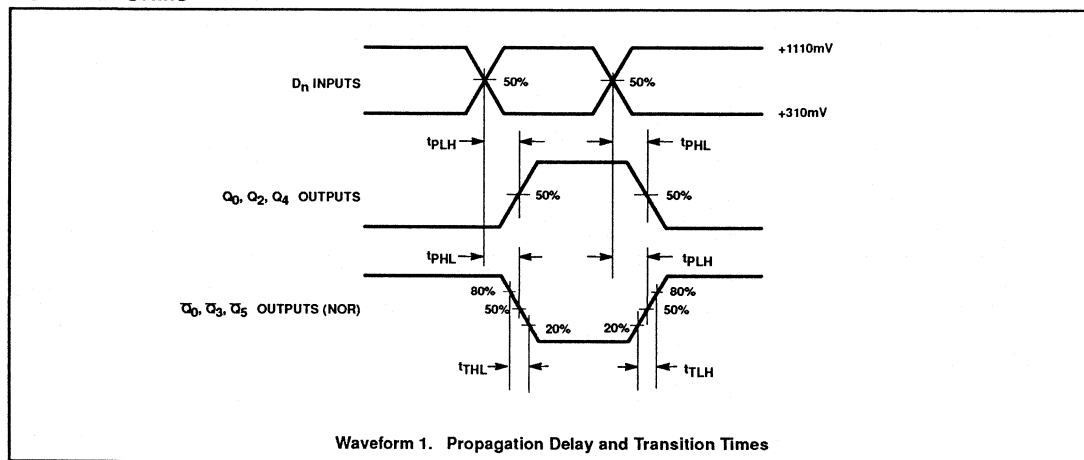 +1110mV
Dn INPUTS
50%
50%
+310mV
tPLH
tPHL
Q0, Q2, Q4 OUTPUTS
50%
50%
tPHL
tPLH
Q̅0, Q̅3, Q̅5 OUTPUTS (NOR)
80%
80%
50%
50%
20%
20%
tTHL
tTLH
Waveform 1. Propagation Delay and Transition Times